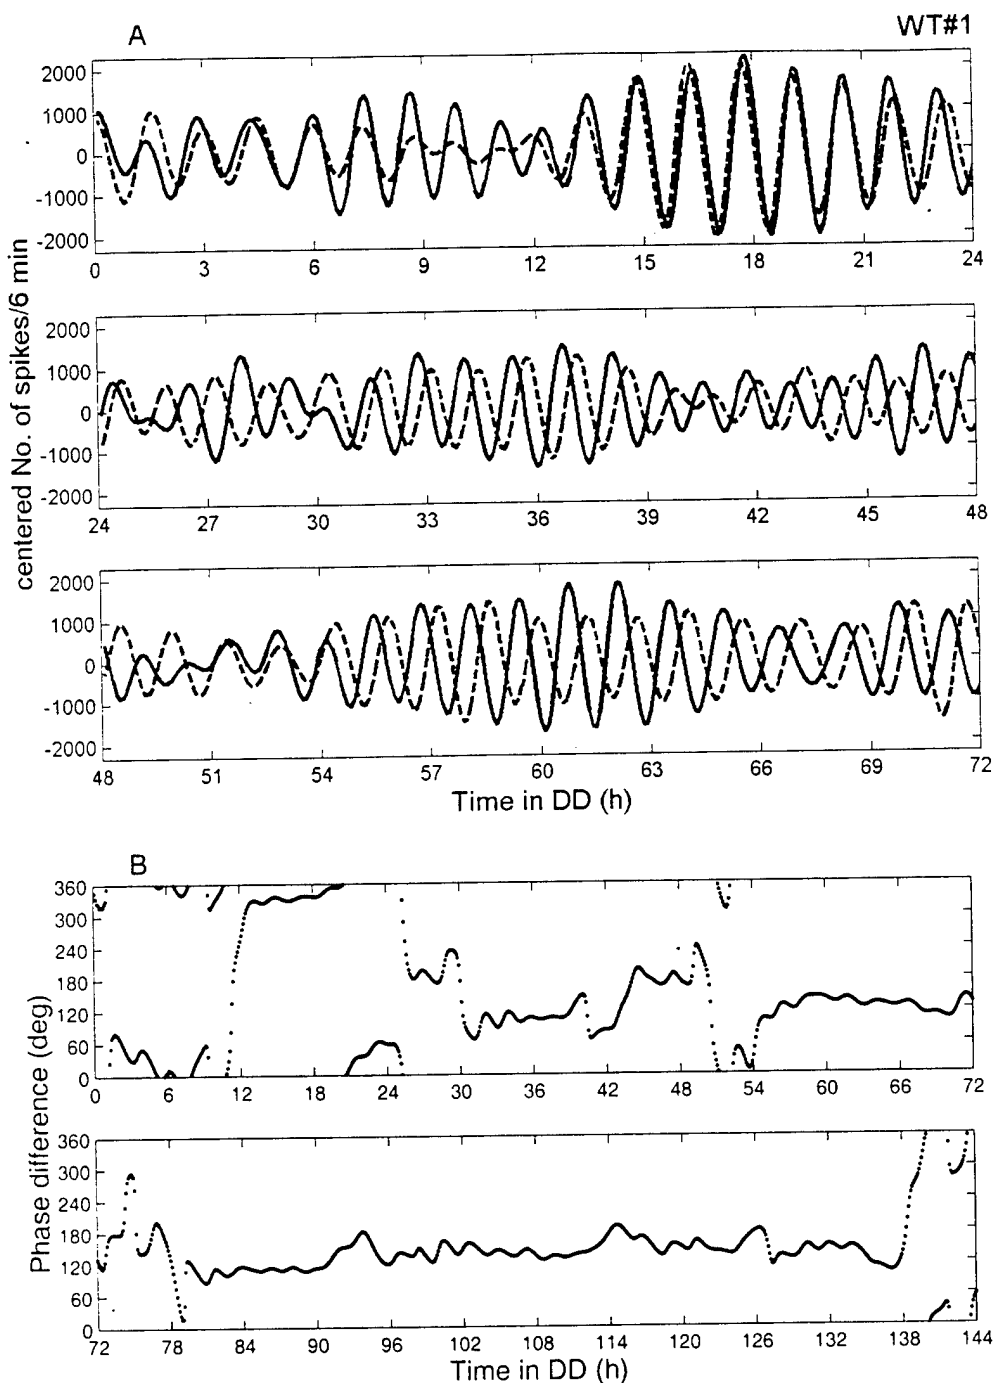 A
WT#1
centered No. of spikes/6 min
2000
1000
0
-1000
-2000
0 3 6 9 12 15 18 21 24
2000
1000
0
-1000
-2000
24 27 30 33 36 39 42 45 48
2000
1000
0
-1000
-2000
48 51 54 57 60 63 66 69 72
Time in DD (h)
B
Phase difference (deg)
360
300
240
180
120
60
0
0 6 12 18 24 30 36 42 48 54 60 66 72
360
300
240
180
120
60
0
72 78 84 90 96 102 108 114 120 126 132 138 144
Time in DD (h)